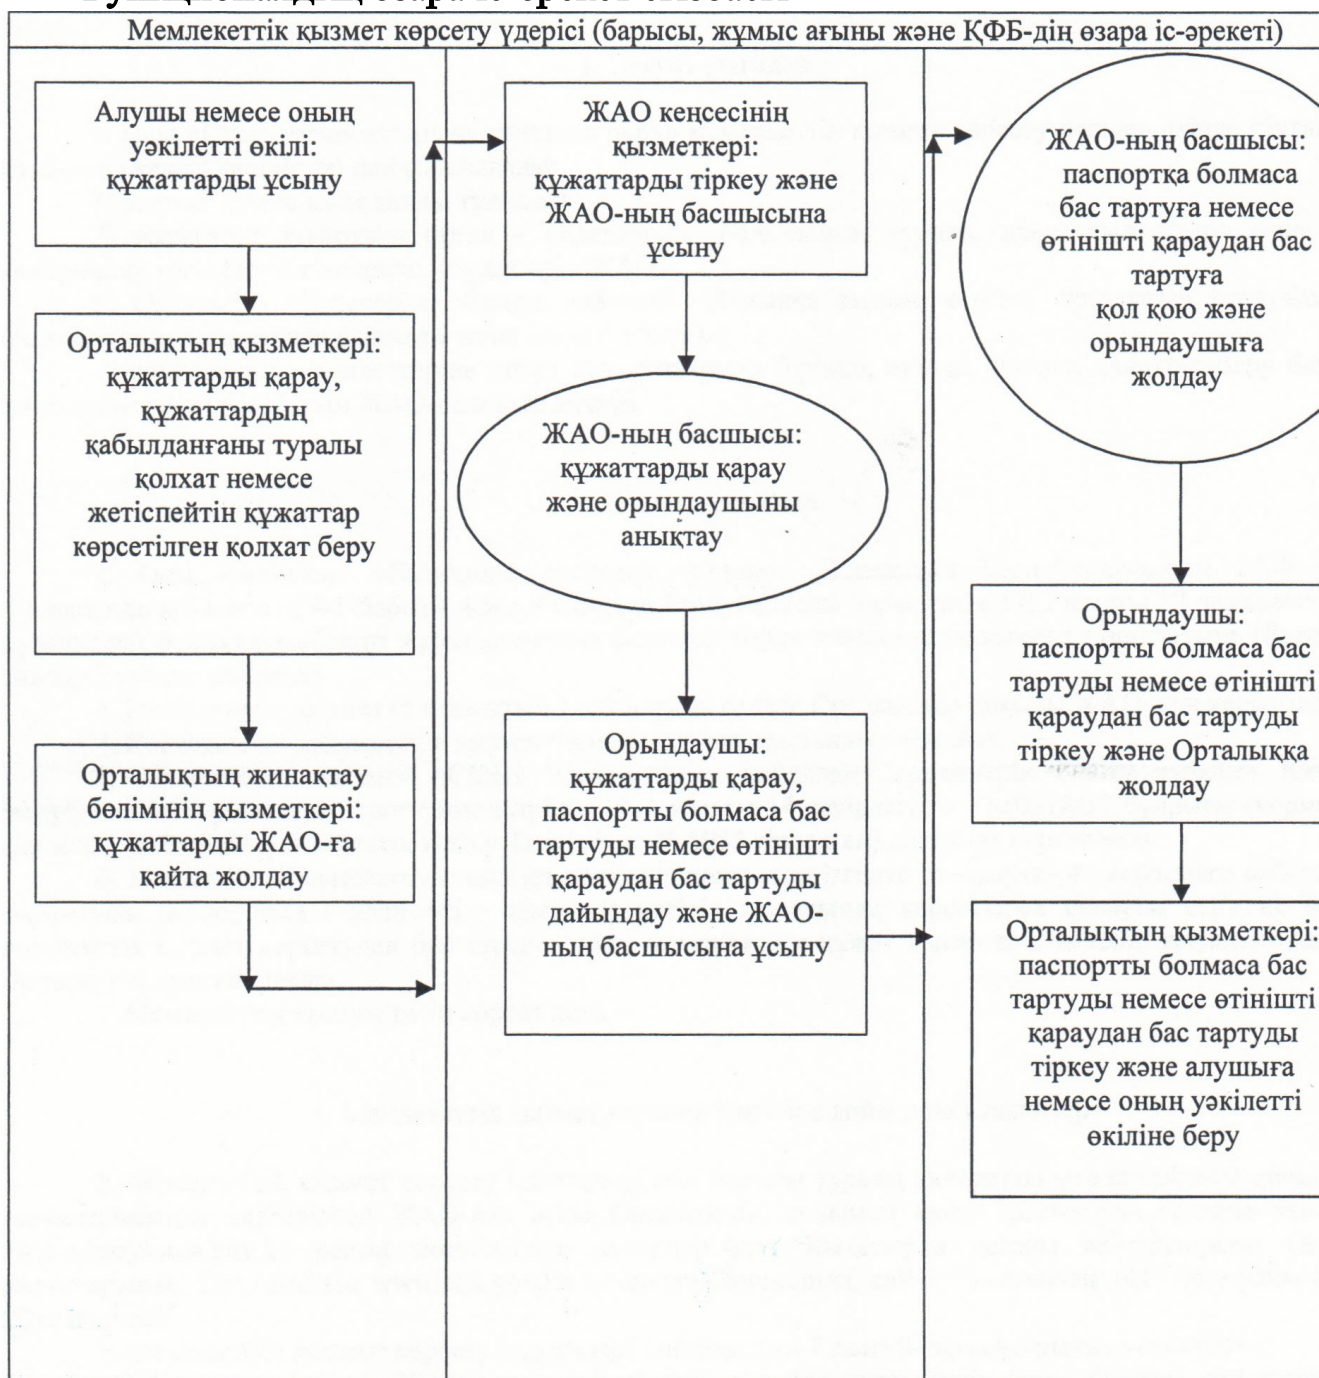 Мемлекеттік қызмет көрсету үдерісі (барысы, жұмыс ағыны және ҚФБ-дің өзара іс-әрекеті)
Алушы немесе оның
уәкілетті өкілі:
құжаттарды ұсыну
Орталықтың қызметкері:
құжаттарды қарау,
құжаттардың
қабылданғаны туралы
қолхат немесе
жетіспейтін құжаттар
көрсетілген қолхат беру
Орталықтың жинақтау
бөлімінің қызметкері:
құжаттарды ЖАО-ға
қайта жолдау
ЖАО кеңсесінің
қызметкері:
құжаттарды тіркеу және
ЖАО-ның басшысына
ұсыну
ЖАО-ның басшысы:
құжаттарды қарау
және орындаушыны
анықтау
Орындаушы:
құжаттарды қарау,
паспортты болмаса бас
тартуды немесе өтінішті
қараудан бас тартуды
дайындау және ЖАО-
ның басшысына ұсыну
ЖАО-ның басшысы:
паспортқа болмаса
бас тартуға немесе
өтінішті қараудан бас
тартуға
қол қою және
орындаушыға
жолдау
Орындаушы:
паспортты болмаса бас
тартуды немесе өтінішті
қараудан бас тартуды
тіркеу және Орталыққа
жолдау
Орталықтың қызметкері:
паспортты болмаса бас
тартуды немесе өтінішті
қараудан бас тартуды
тіркеу және алушыға
немесе оның уәкілетті
өкіліне беру